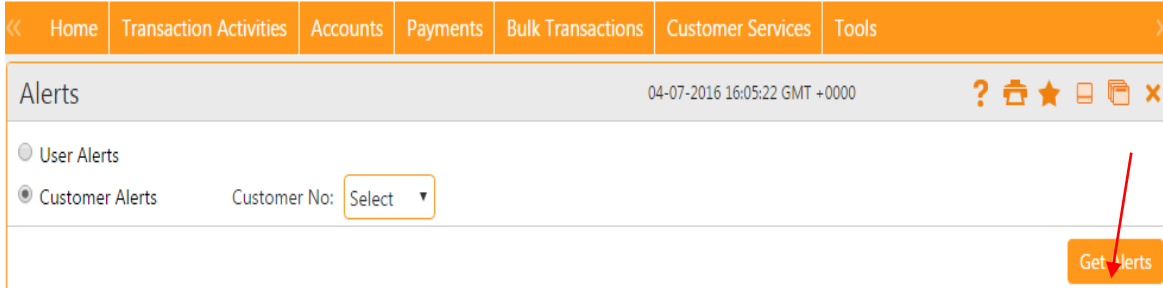 Home Transaction Activities Accounts Payments Bulk Transactions Customer Services Tools
Alerts 04-07-2016 16:05:22 GMT +0000 ?
User Alerts
Customer Alerts Customer No: Select
Get Alerts